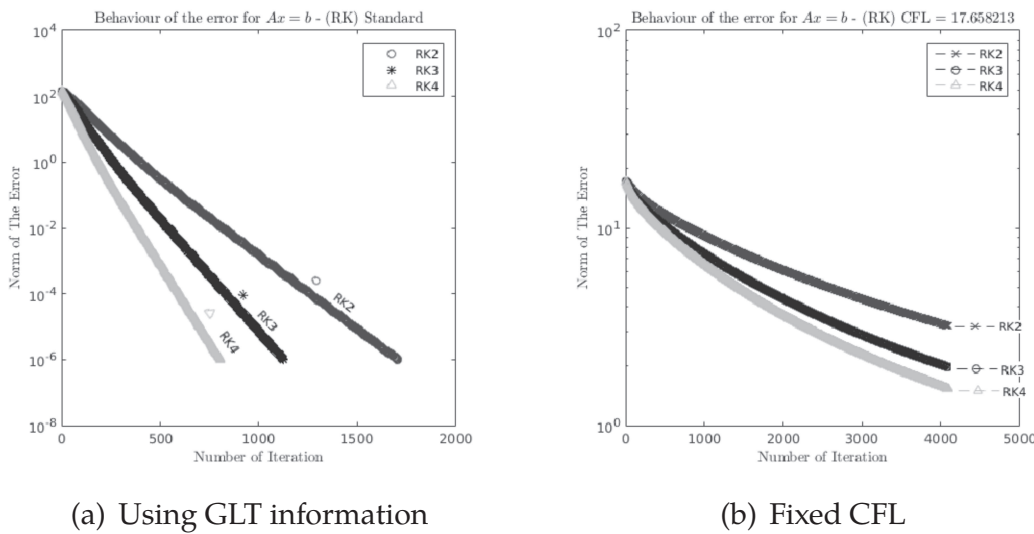 Behaviour of the error for Ax = b - (RK) Standard
10^4
10^2
10^0
10^-2
10^-4
10^-6
10^-8
Norm of The Error
RK2
RK3
RK4
RK2
RK3
RK4
0
500
1000
1500
2000
Number of Iteration
(a) Using GLT information
Behaviour of the error for Ax = b - (RK) CFL = 17.658213
10^2
10^1
10^0
Norm of The Error
RK2
RK3
RK4
RK2
RK3
RK4
0
1000
2000
3000
4000
5000
Number of Iteration
(b) Fixed CFL